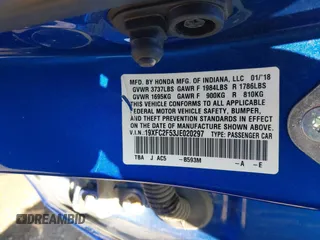 MFD. BY HONDA MFG. OF INDIANA, LLC 01/18
GVWR 3737LBS GAWR F 1984LBS R 1786LBS
GVWR 1695KG GAWR F 900KG R 810KG
THIS VEHICLE CONFORMS TO ALL APPLICABLE
FEDERAL MOTOR VEHICLE SAFETY, BUMPER,
AND THEFT PREVENTION STANDARDS IN EFFECT
ON THE DATE OF MANUFACTURE SHOWN ABOVE.
V.I.N.: 19XFC2F53JE020297 TYPE: PASSENGER CAR
TBA J AC5 -B593M -A -E
AUTOBIDMASTER